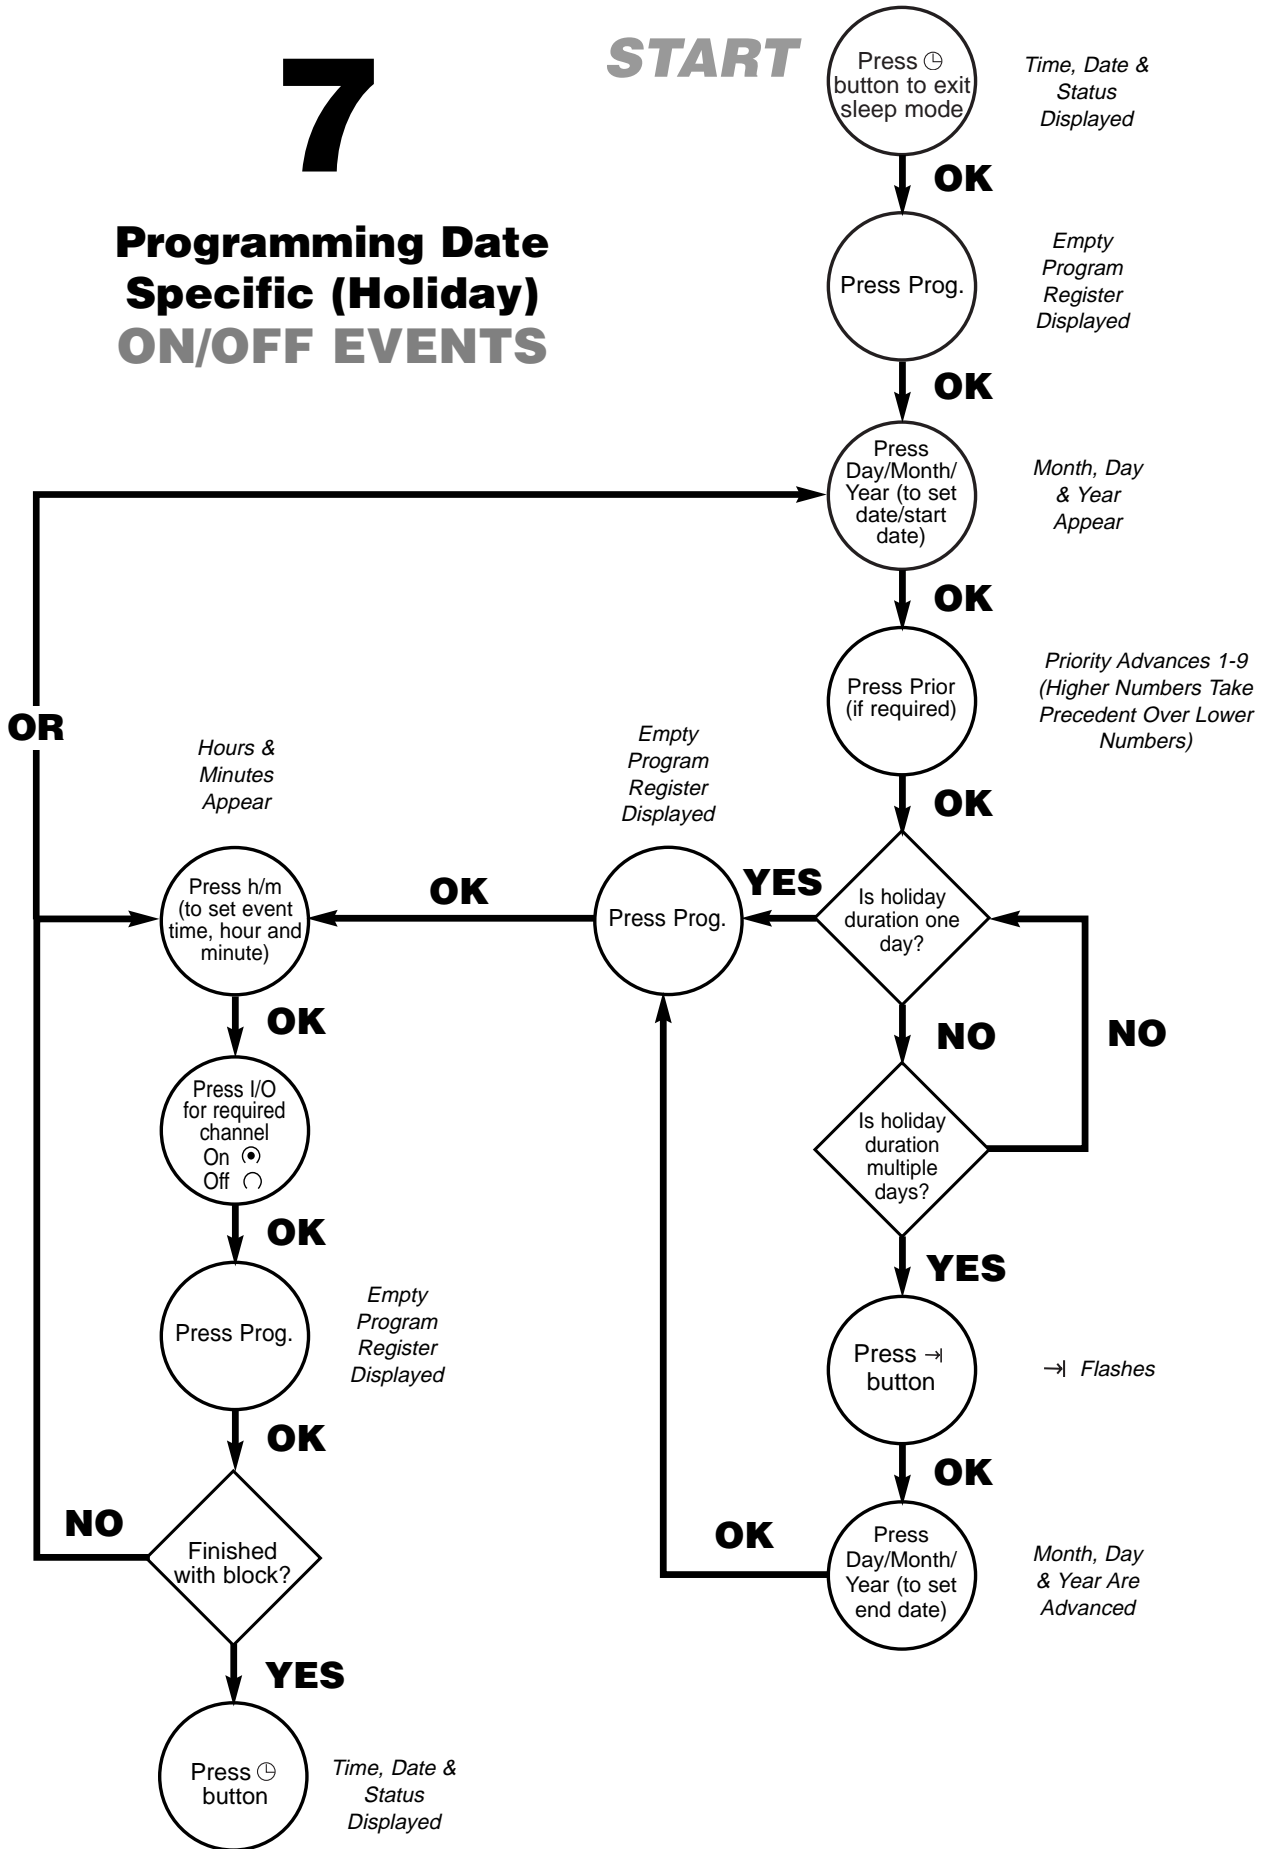 7
Programming Date
Specific (Holiday)
ON/OFF EVENTS
START
Press
button to exit
sleep mode
Time, Date &
Status
Displayed
OK
Press Prog.
Empty
Program
Register
Displayed
OK
Press
Day/Month/
Year (to set
date/start
date)
Month, Day
& Year
Appear
OK
Press Prior
(if required)
Priority Advances 1-9
(Higher Numbers Take
Precedent Over Lower
Numbers)
OK
Is holiday
duration one
day?
YES
Press Prog.
Empty
Program
Register
Displayed
NO
NO
Is holiday
duration
multiple
days?
YES
Press →|
button
→| Flashes
OK
Press
Day/Month/
Year (to set
end date)
Month, Day
& Year Are
Advanced
OK
OK
OR
Hours &
Minutes
Appear
Press h/m
(to set event
time, hour and
minute)
OK
Press I/O
for required
channel
On
Off
OK
Press Prog.
Empty
Program
Register
Displayed
OK
Finished
with block?
NO
YES
Press
button
Time, Date &
Status
Displayed